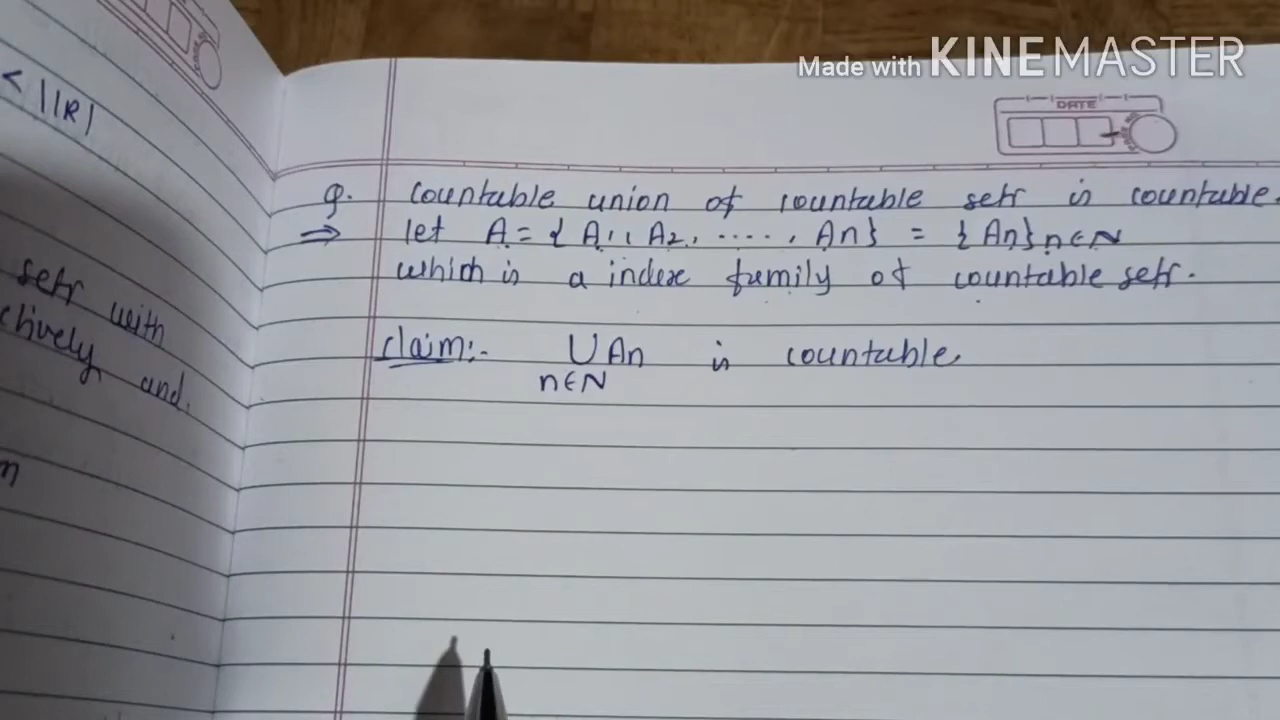 Made with KINEMASTER
DATE
< |IR|
sets with
ctively and
n
Q. Countable union of countable sets is countable.
⇒ let A = { A1, A2, ....., An } = { An } n∈N
which is a index family of countable sets.
claim:- ∪ An is countable
n∈N